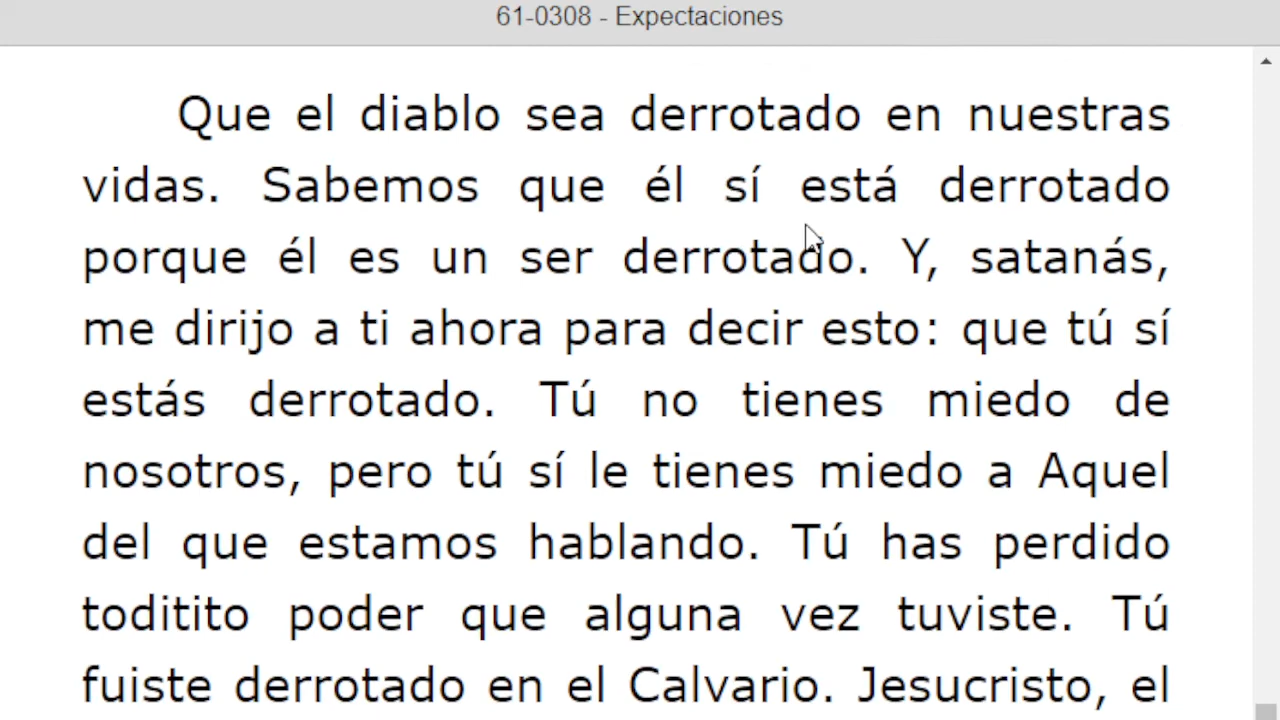 61-0308 - Expectaciones
Que el diablo sea derrotado en nuestras
vidas. Sabemos que él sí está derrotado
porque él es un ser derrotado. Y, satanás,
me dirijo a ti ahora para decir esto: que tú sí
estás derrotado. Tú no tienes miedo de
nosotros, pero tú sí le tienes miedo a Aquel
del que estamos hablando. Tú has perdido
toditito poder que alguna vez tuviste. Tú
fuiste derrotado en el Calvario. Jesucristo, el